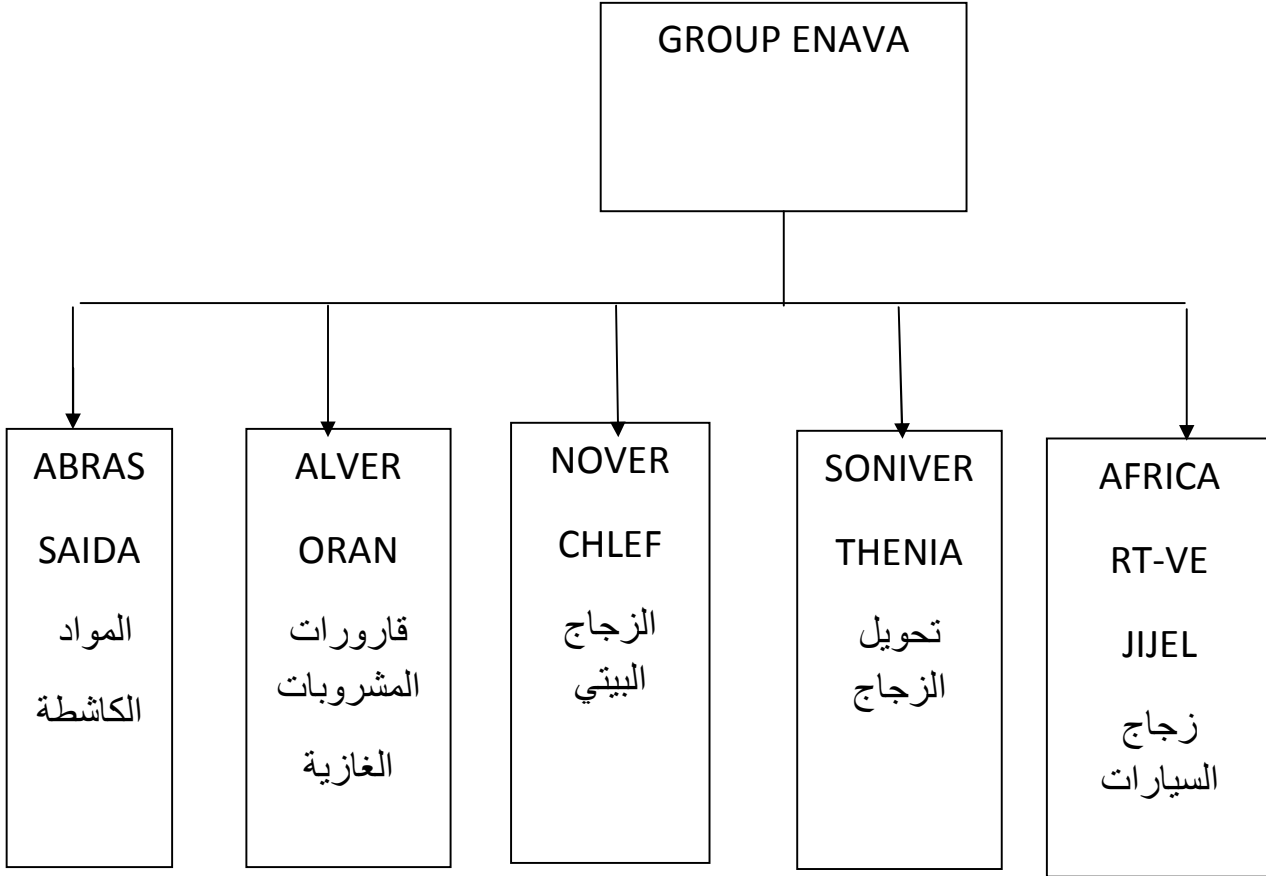 GROUP ENAVA
ABRAS
SAIDA
المواد
الكاشطة
ALVER
ORAN
قارورات
المشروبات
الغازية
NOVER
CHLEF
الزجاج
البيتي
SONIVER
THENIA
تحويل
الزجاج
AFRICA
RT-VE
JIJEL
زجاج
السيارات